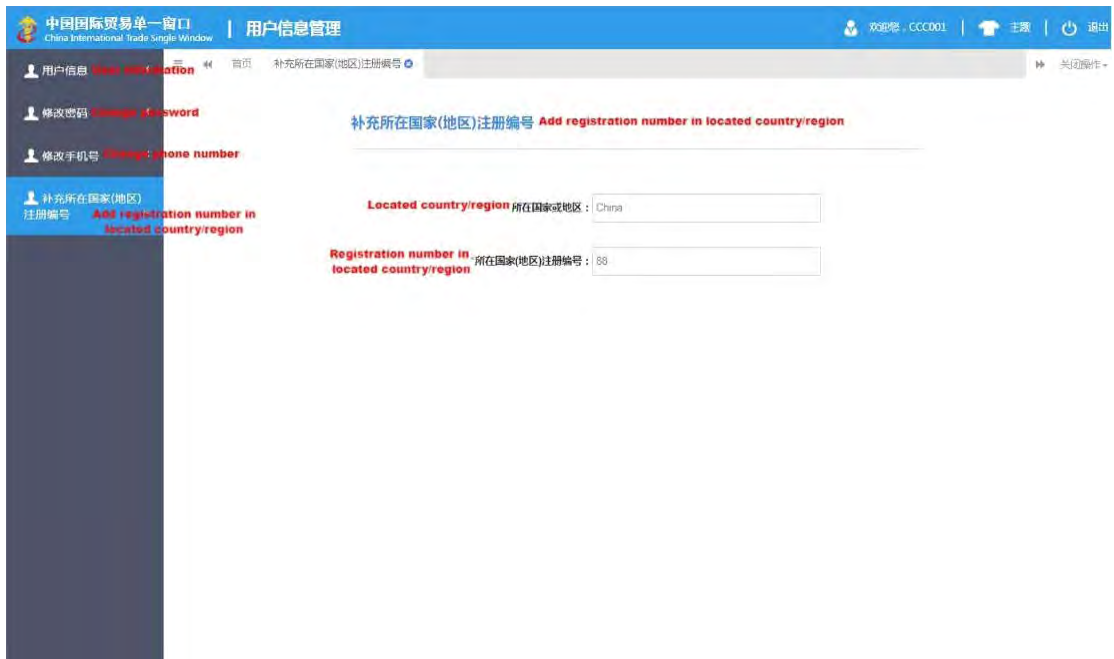 中国国际贸易单一窗口
China International Trade Single Window
用户信息管理
欢迎您，CCC001
主题
退出
用户信息 User information
首页
补充所在国家(地区)注册编号
关闭操作
修改密码 Change password
补充所在国家(地区)注册编号 Add registration number in located country/region
修改手机号 Change phone number
补充所在国家(地区)
注册编号 Add registration number in
located country/region
Located country/region 所在国家或地区： China
Registration number in
located country/region
*所在国家(地区)注册编号： 88